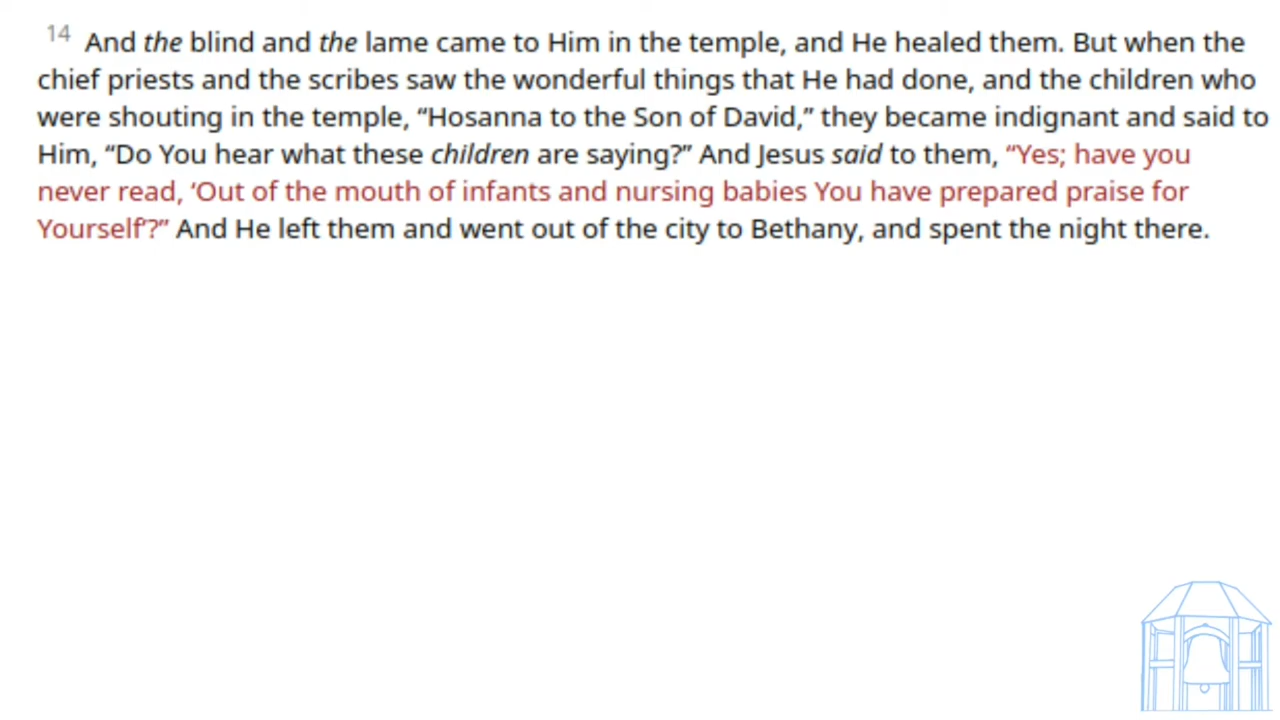 14 And the blind and the lame came to Him in the temple, and He healed them. But when the
chief priests and the scribes saw the wonderful things that He had done, and the children who
were shouting in the temple, “Hosanna to the Son of David,” they became indignant and said to
Him, “Do You hear what these children are saying?” And Jesus said to them, “Yes; have you
never read, ‘Out of the mouth of infants and nursing babies You have prepared praise for
Yourself’?” And He left them and went out of the city to Bethany, and spent the night there.